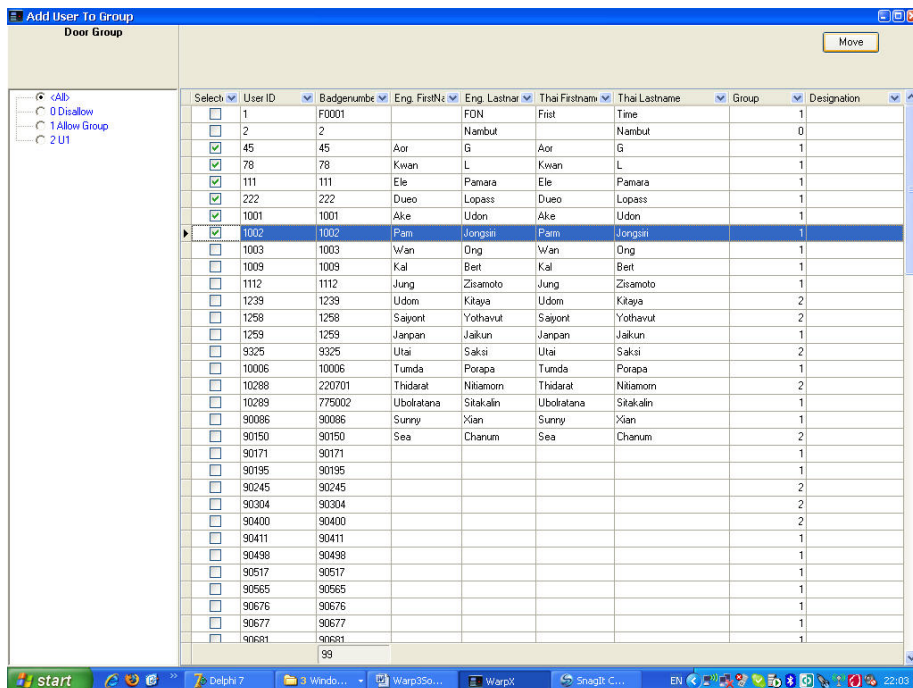 Add User To Group
Door Group
Move
<All>
0 Disallow
1 Allow Group
2 U1
User ID Eng. Thai Thai Lastname Group Designation
1 F0001 FON Frist Time 1
2 2 Nambut Nambut 0
45 45 Aor G Aor G 1
78 78 Kwan L Kwan L 1
111 111 Ele Pamara Ele Pamara 1
222 222 Dueo Lopass Dueo Lopass 1
1001 1001 Ake Udon Ake Udon 1
1002 1002 Pam Jongsiri Parm Jongsiri 1
1003 1003 Wan Ong Wan Ong 1
1009 1009 Kal Bert Kal Bert 1
1112 1112 Jung Zisamoto Jung Zisamoto 1
1239 1239 Udom Kitaya Udom Kitaya 2
1258 1258 Saiyont Yothavut Saiyont Yothavut 2
1259 1259 Janpan Jaikun Janpan Jaikun 1
9325 9325 Utai Saksi Utai Saksi 2
10006 10006 Tumda Porapa Tumda Porapa 1
10288 220701 Thidarat Nitiamorn Thidarat Nitiamorn 2
10289 775002 Ubolratana Sitakalin Ubolratana Sitakalin 1
90086 90086 Sunny Xian Sunny Xian 1
90150 90150 Sea Chanum Sea Chanum 2
90171 90171 1
90195 90195 1
90245 90245 2
90304 90304 2
90400 90400 2
90411 90411 1
90498 90498 1
90517 90517 1
90565 90565 1
90676 90676 1
90677 90677 1
90681 90681 1
99
start Delphi 7 3 Windo... Warp3So... WarpX SnagIt C... EN 22:03